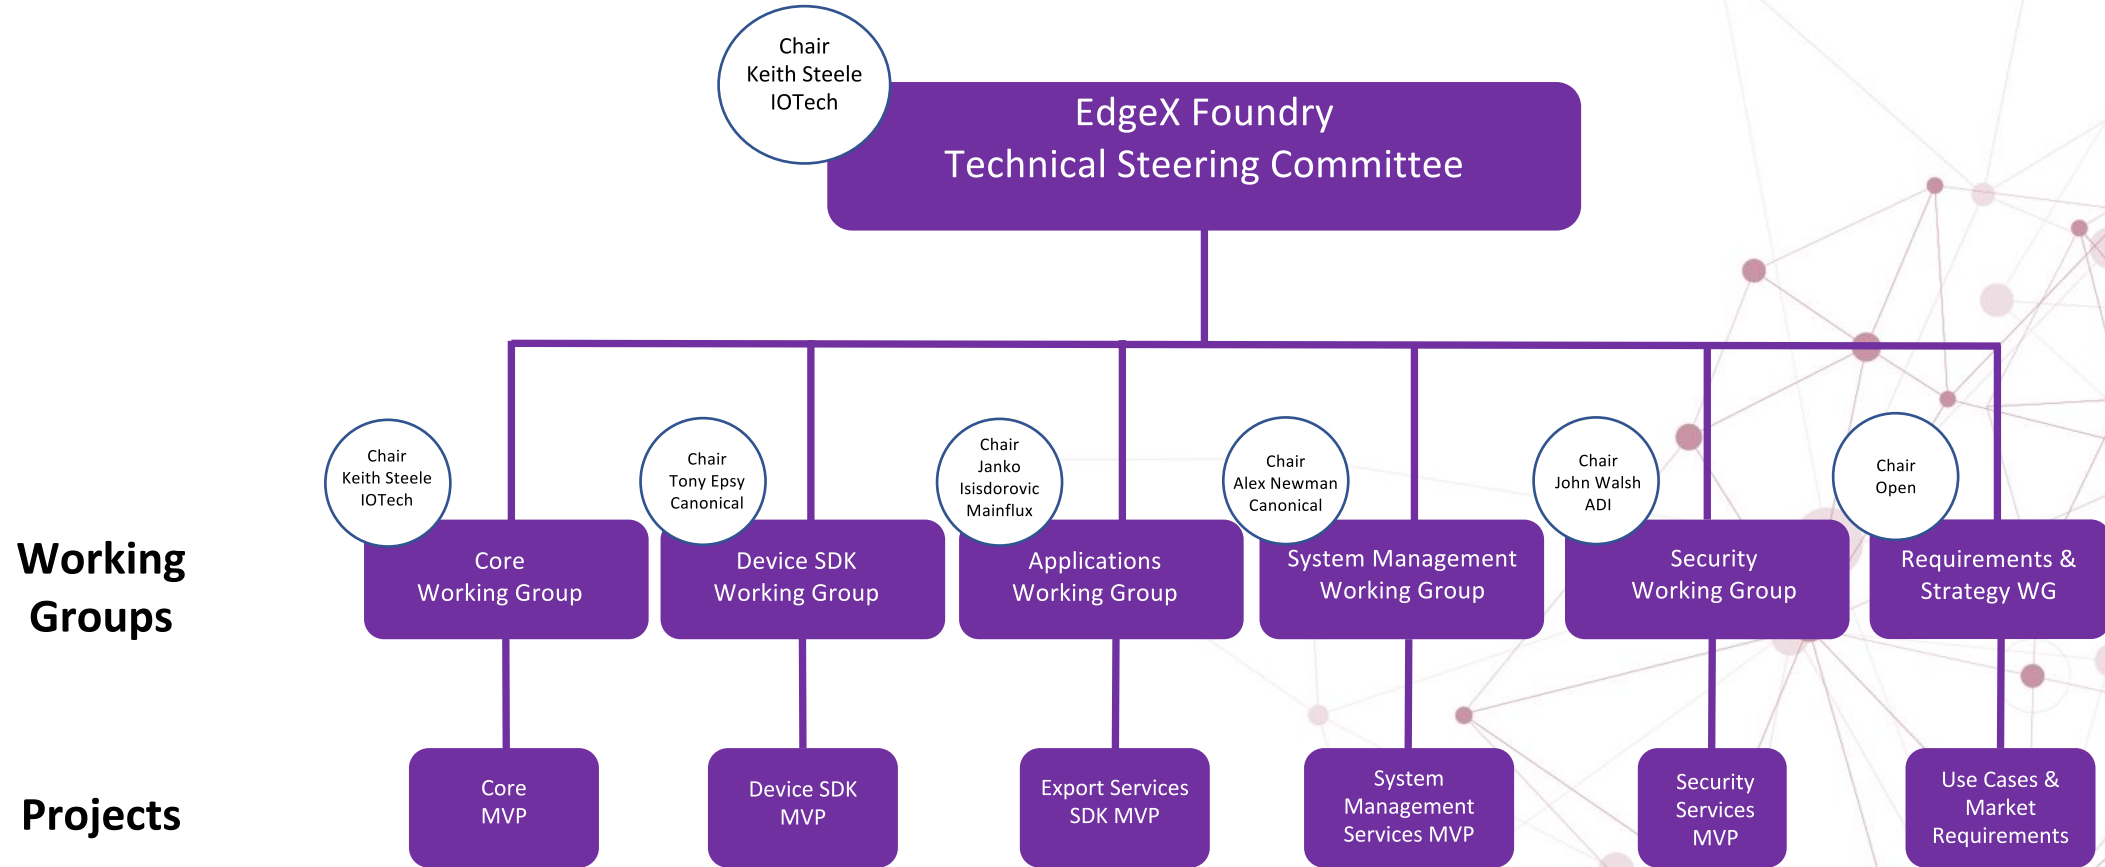 Chair
Keith Steele
IOTech
EdgeX Foundry
Technical Steering Committee
Chair
Keith Steele
IOTech
Chair
Tony Epsy
Canonical
Chair
Janko
Isisdorovic
Mainflux
Chair
Alex Newman
Canonical
Chair
John Walsh
ADI
Chair
Open
Working
Groups
Core
Working Group
Device SDK
Working Group
Applications
Working Group
System Management
Working Group
Security
Working Group
Requirements &
Strategy WG
Projects
Core
MVP
Device SDK
MVP
Export Services
SDK MVP
System
Management
Services MVP
Security
Services
MVP
Use Cases &
Market
Requirements